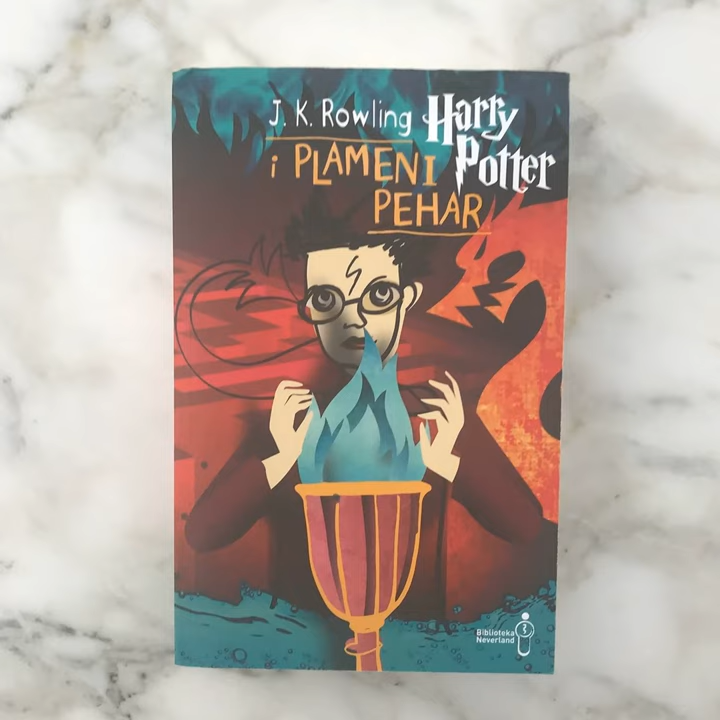 J. K. Rowling Harry
Potter
i PLAMENI
PEHAR
Biblioteka
Neverland